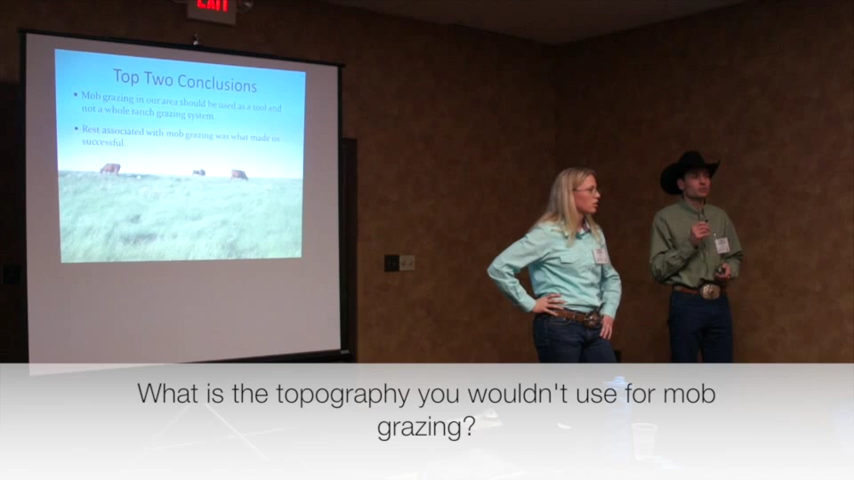 EXIT
Top Two Conclusions
• Mob grazing in our area should be used as a tool and
not a whole ranch grazing system.
• Rest associated with mob grazing was what made us
successful.
What is the topography you wouldn't use for mob
grazing?